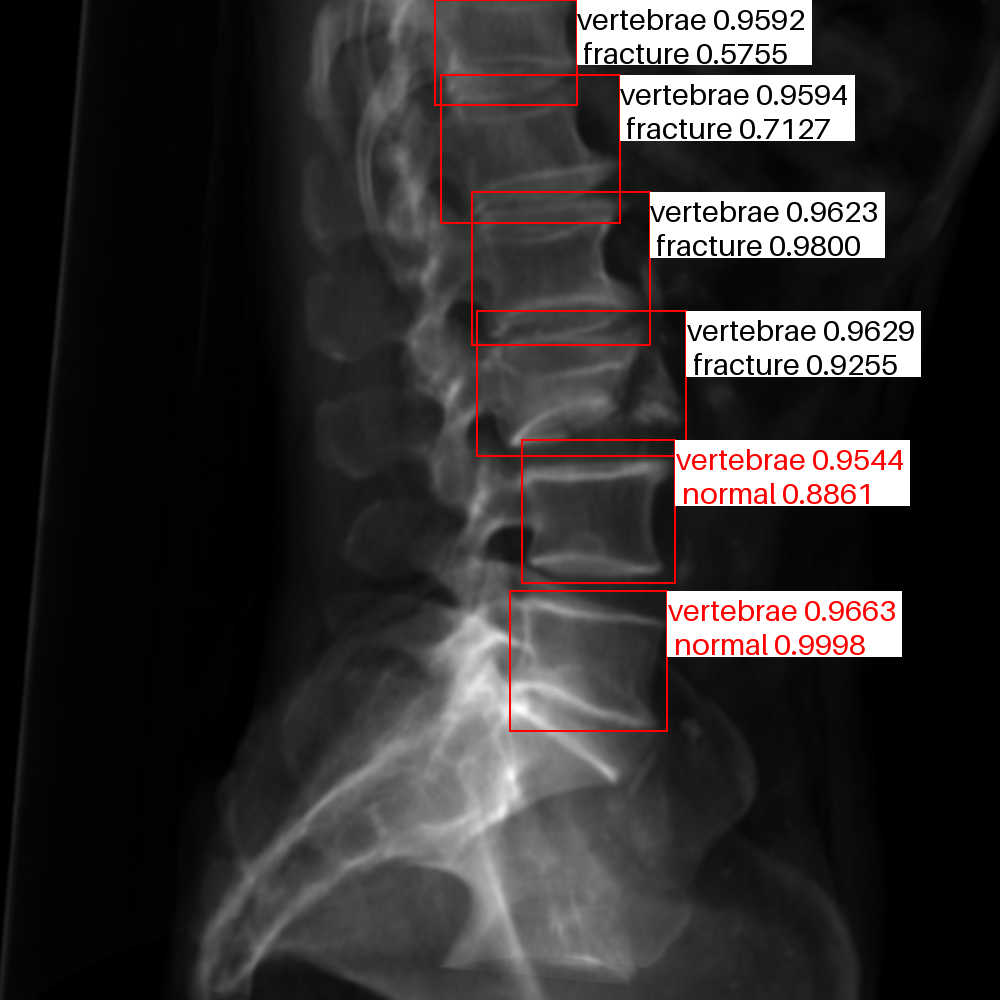 vertebrae 0.9592
fracture 0.5755
vertebrae 0.9594
fracture 0.7127
vertebrae 0.9623
fracture 0.9800
vertebrae 0.9629
fracture 0.9255
vertebrae 0.9544
normal 0.8861
vertebrae 0.9663
normal 0.9998